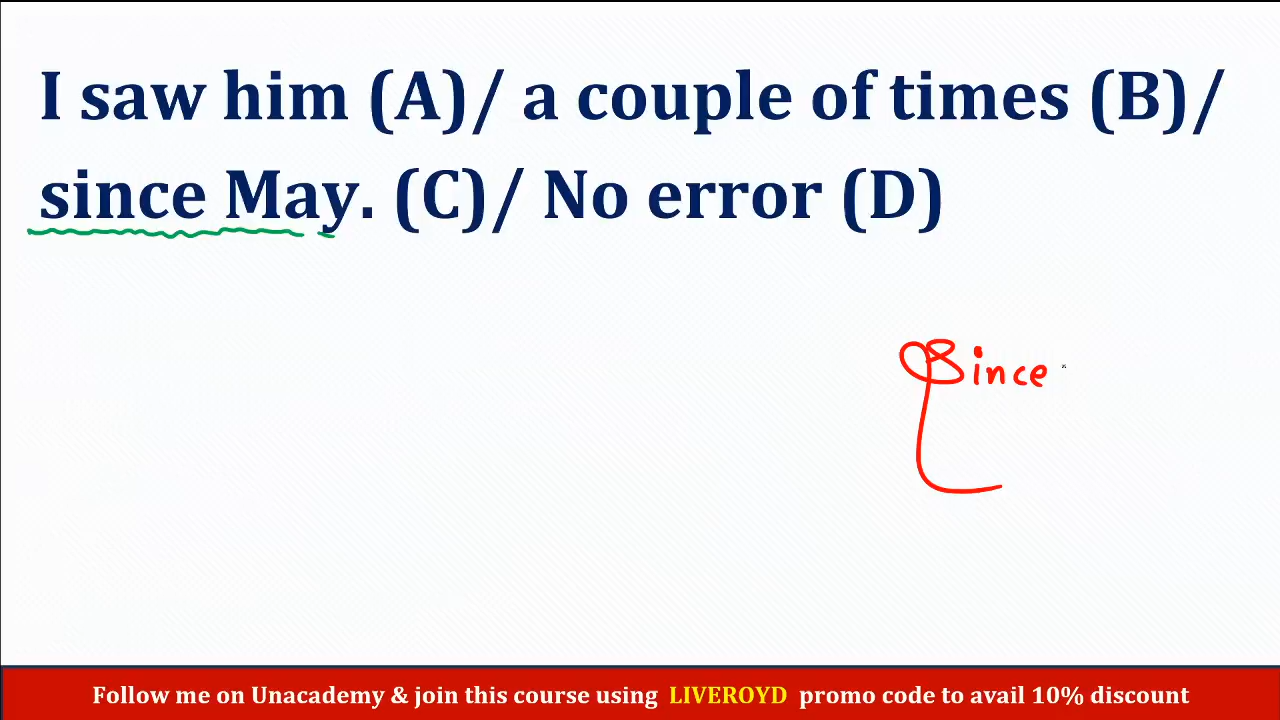 I saw him (A)/ a couple of times (B)/
since May. (C)/ No error (D)
Since
Follow me on Unacademy & join this course using LIVEROYD promo code to avail 10% discount